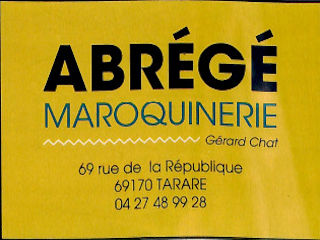 ABRÉGÉ
MAROQUINERIE
Gérard Chat
69 rue de la République
69170 TARARE
04 27 48 99 28